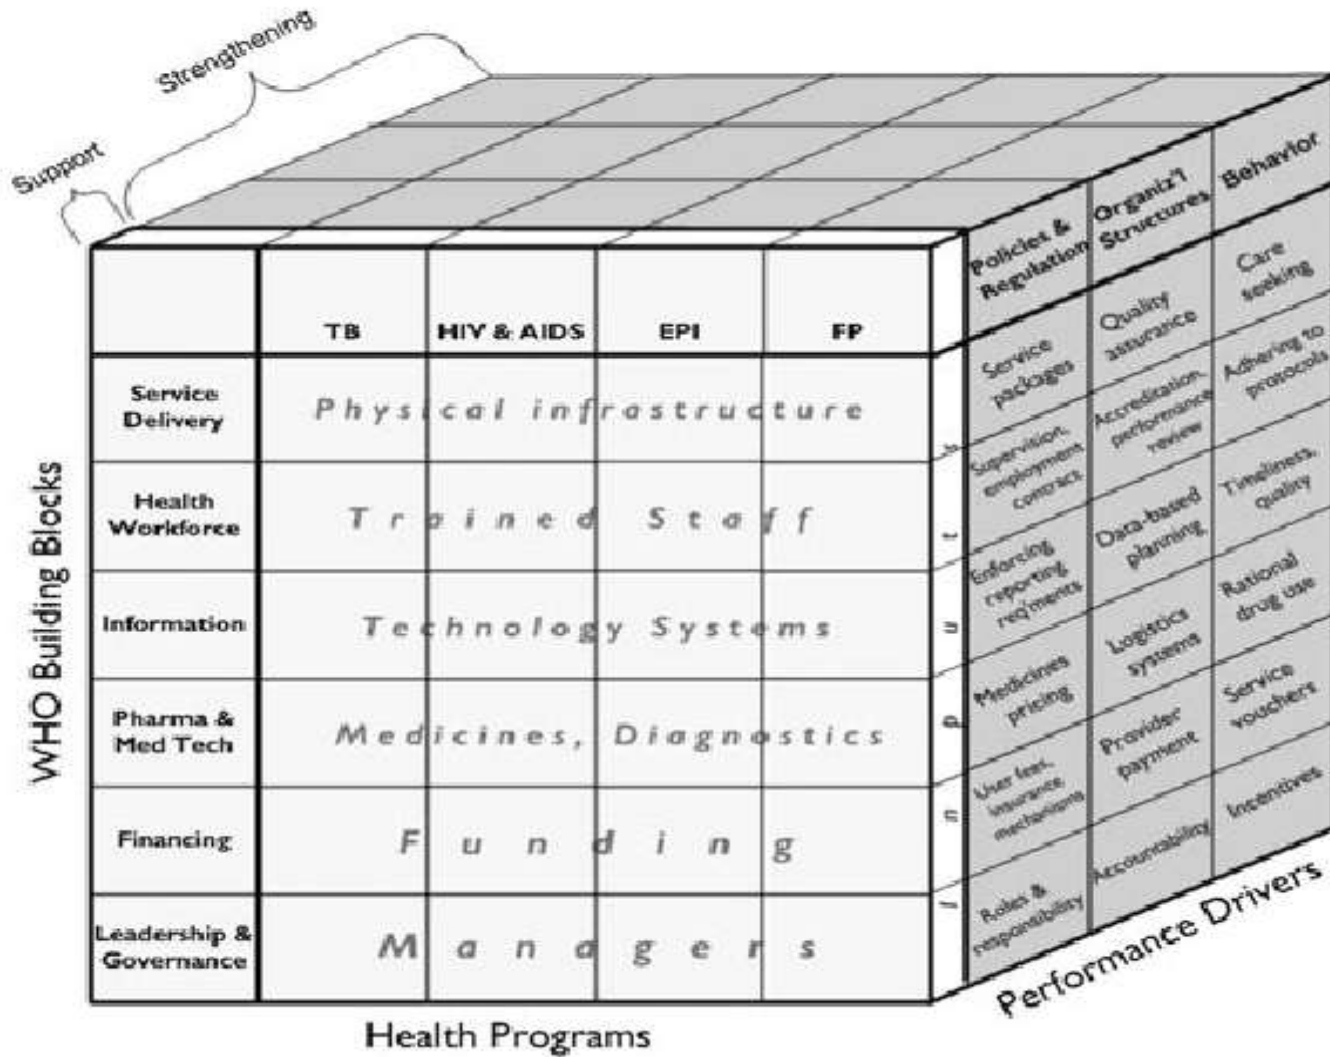 Strengthening
Support
Policies &
Regulation
Organiz'l
Structures
Behavior
TB
HIV & AIDS
EPI
FP
Service
Delivery
Physical infrastructure
Health
Workforce
Trained Staff
Information
Technology Systems
Pharma &
Med Tech
Medicines, Diagnostics
Financing
Funding
Leadership &
Governance
Managers
Inputs
Service
packages
Quality
assurance
Care
seeking
Supervision,
employment
contract
Accreditation,
performance
review
Adhering to
protocols
Enforcing
reporting
req'ments
Data-based
planning
Timeliness,
quality
Medicines
pricing
Logistics
systems
Rational
drug use
User fees,
insurance
mechanisms
Provider
payment
Service
vouchers
Roles &
responsibility
Accountability
Incentives
WHO Building Blocks
Health Programs
Performance Drivers